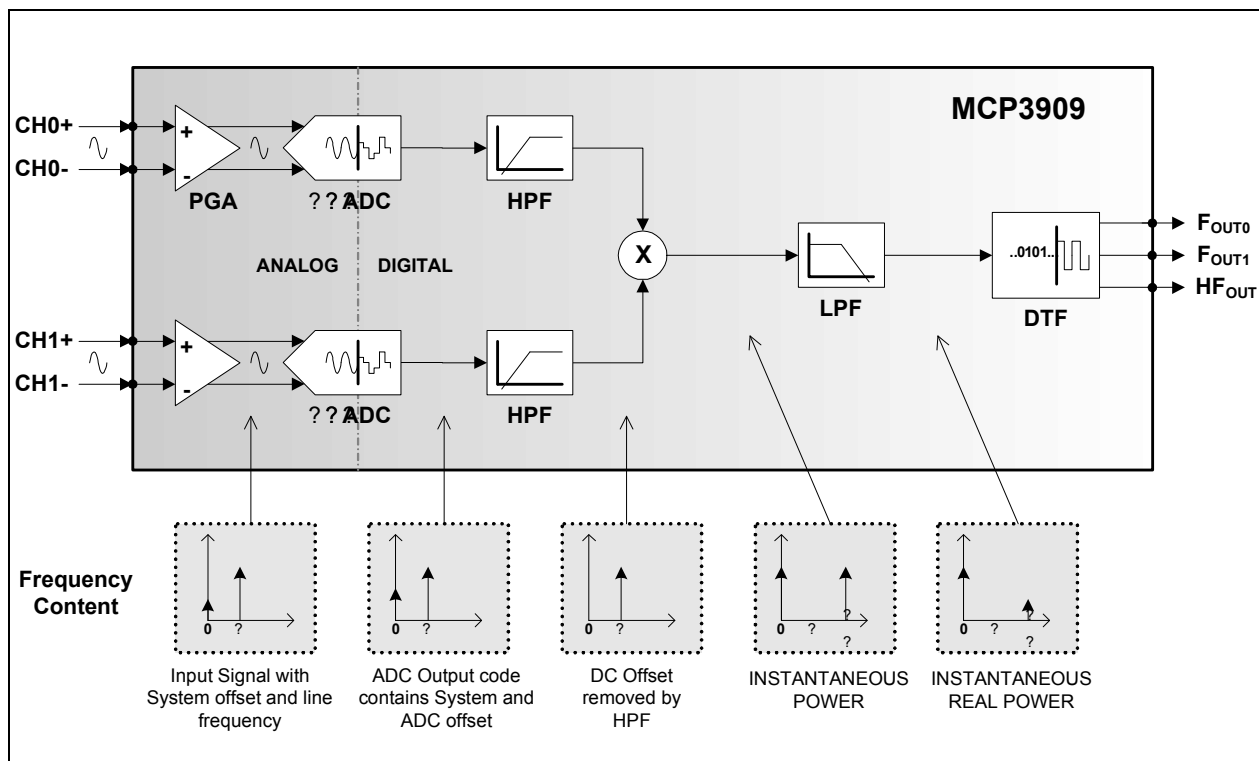 MCP3909
CH0+
CH0-
+
-
PGA
? ? ? ADC
HPF
ANALOG
DIGITAL
X
LPF
..0101..
DTF
FOUT0
FOUT1
HFOUT
CH1+
CH1-
+
-
? ? ? ADC
HPF
Frequency
Content
0
?
0
?
0
?
0
?
?
?
0
?
?
?
Input Signal with
System offset and line
frequency
ADC Output code
contains System and
ADC offset
DC Offset
removed by
HPF
INSTANTANEOUS
POWER
INSTANTANEOUS
REAL POWER